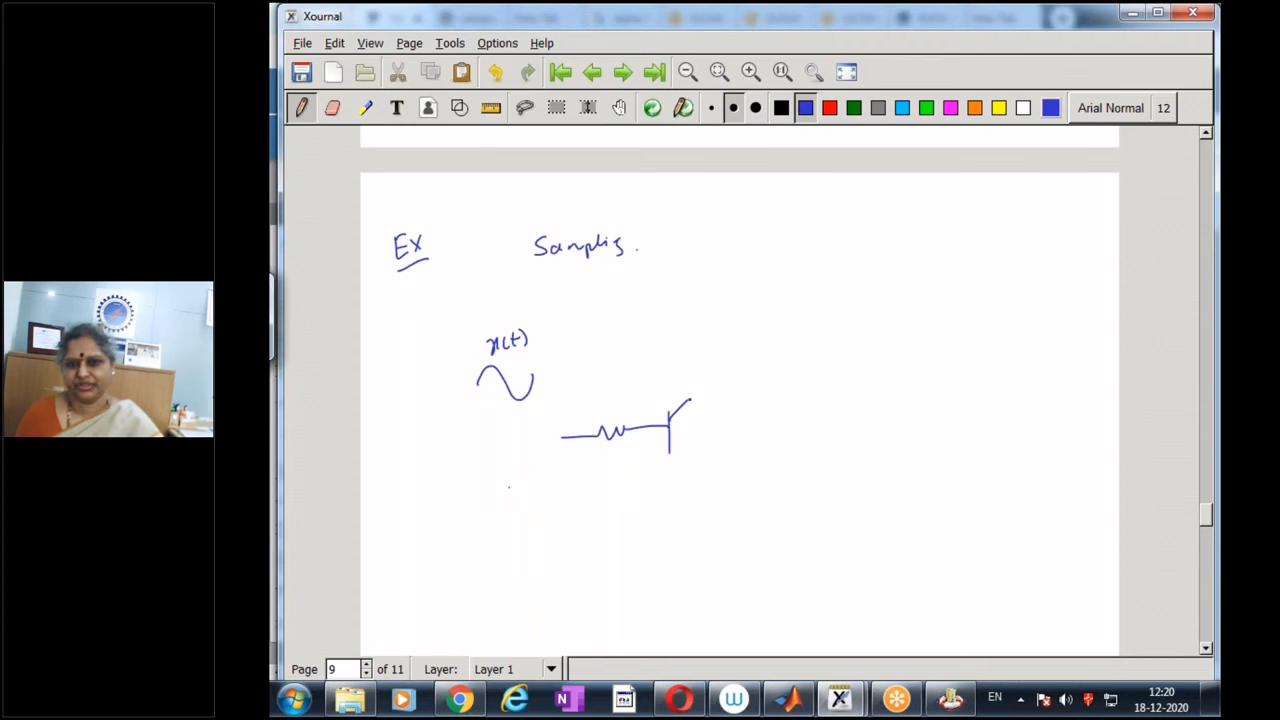 Xournal
File Edit View Page Tools Options Help
Arial Normal 12
Ex Sampling.
x(t)
Page 9 of 11 Layer: Layer 1
EN
12:20
18-12-2020